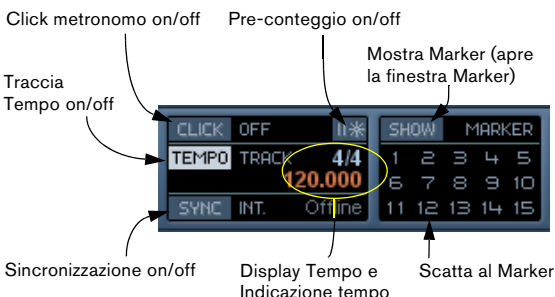 Click metronomo on/off
Pre-conteggio on/off
Mostra Marker (apre
la finestra Marker)
Traccia
Tempo on/off
CLICK OFF
TEMPO TRACK 4/4
120.000
SYNC INT. Offline
SHOW MARKER
1 2 3 4 5
6 7 8 9 10
11 12 13 14 15
Sincronizzazione on/off
Display Tempo e
Indicazione tempo
Scatta al Marker